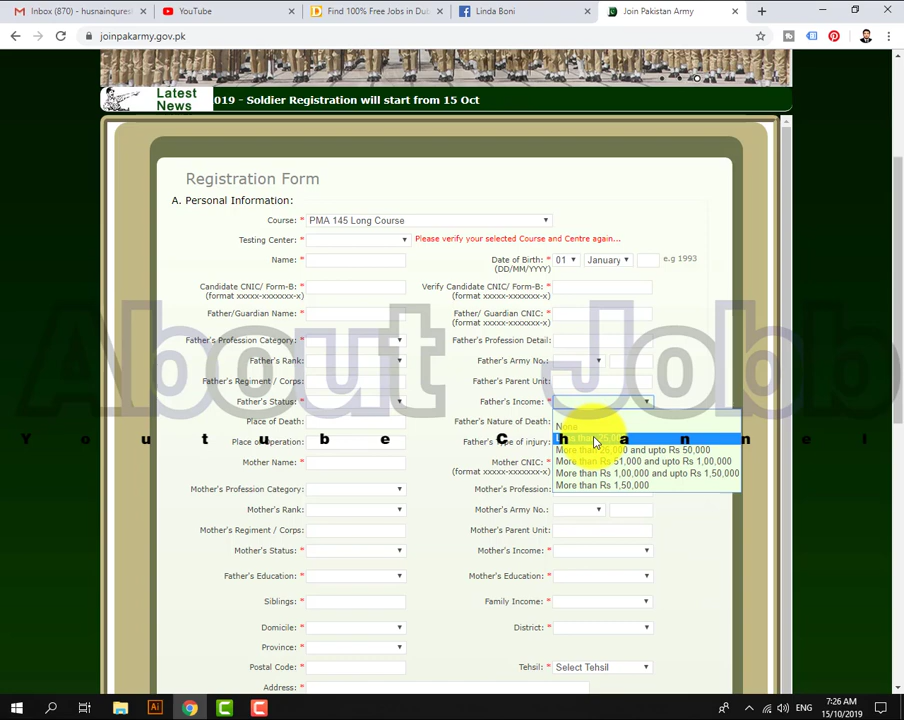 Inbox (870) - husnainqures
YouTube
Find 100% Free Jobs in Dub
Linda Boni
Join Pakistan Army
joinpakarmy.gov.pk
Latest News
2019 - Soldier Registration will start from 15 Oct
Registration Form
A. Personal Information:
Course: * PMA 145 Long Course
Testing Center: * Please verify your selected Course and Centre again...
Name: * Date of Birth: * 01 January e.g 1993
(DD/MM/YYYY)
Candidate CNIC/ Form-B: * Verify Candidate CNIC/ Form-B: *
(format xxxxx-xxxxxxx-x) (format xxxxx-xxxxxxx-x)
Father/Guardian Name: * Father/ Guardian CNIC: *
(format xxxxx-xxxxxxx-x)
Father's Profession Category: * Father's Profession Detail:
Father's Rank: * Father's Army No.: *
Father's Regiment / Corps: Father's Parent Unit:
Father's Status: * Father's Income: *
Place of Death: Father's Nature of Death:
None
Less than 25,000
More than 26,000 and upto Rs 50,000
More than Rs 51,000 and upto Rs 1,00,000
More than Rs 1,00,000 and upto Rs 1,50,000
More than Rs 1,50,000
Place of Operation: Father's Type of injury:
Mother Name: * Mother CNIC: *
(format xxxxx-xxxxxxx-x)
Mother's Profession Category: * Mother's Profession
Mother's Rank: * Mother's Army No.: *
Mother's Regiment / Corps: Mother's Parent Unit:
Mother's Status: * Mother's Income: *
Father's Education: * Mother's Education: *
Siblings: * Family Income: *
Domicile: * District: *
Province: *
Postal Code: * Tehsil: * Select Tehsil
Address: *
About Job
Youtube Channel
Ai
ENG
7:26 AM
15/10/2019